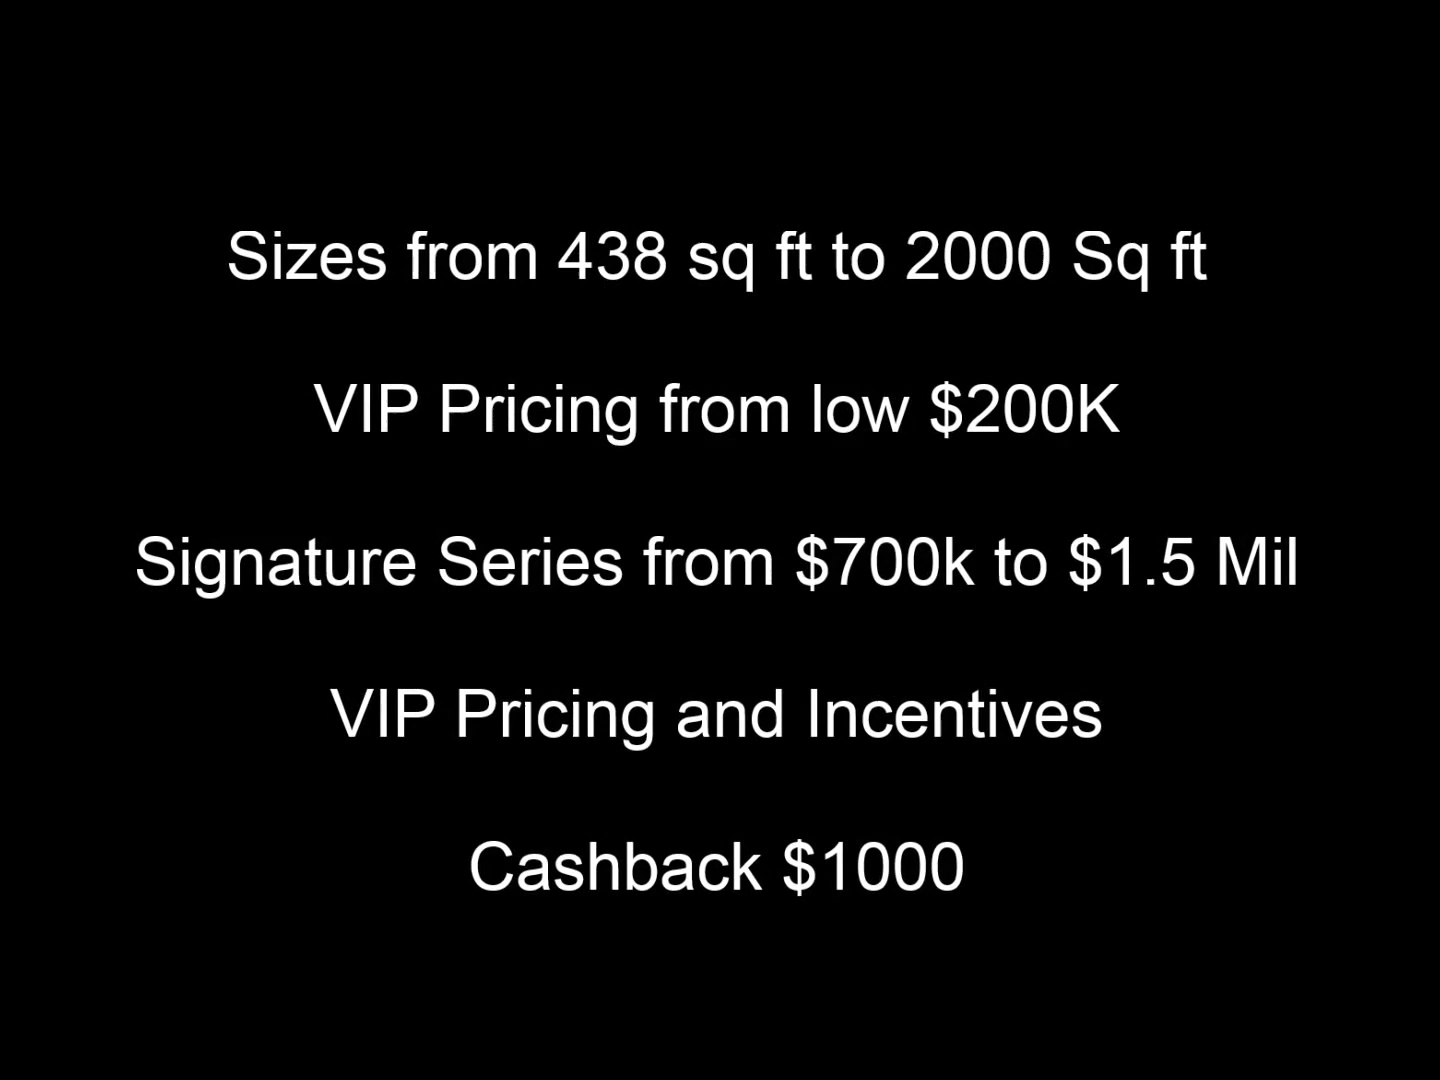 Sizes from 438 sq ft to 2000 Sq ft
VIP Pricing from low $200K
Signature Series from $700k to $1.5 Mil
VIP Pricing and Incentives
Cashback $1000